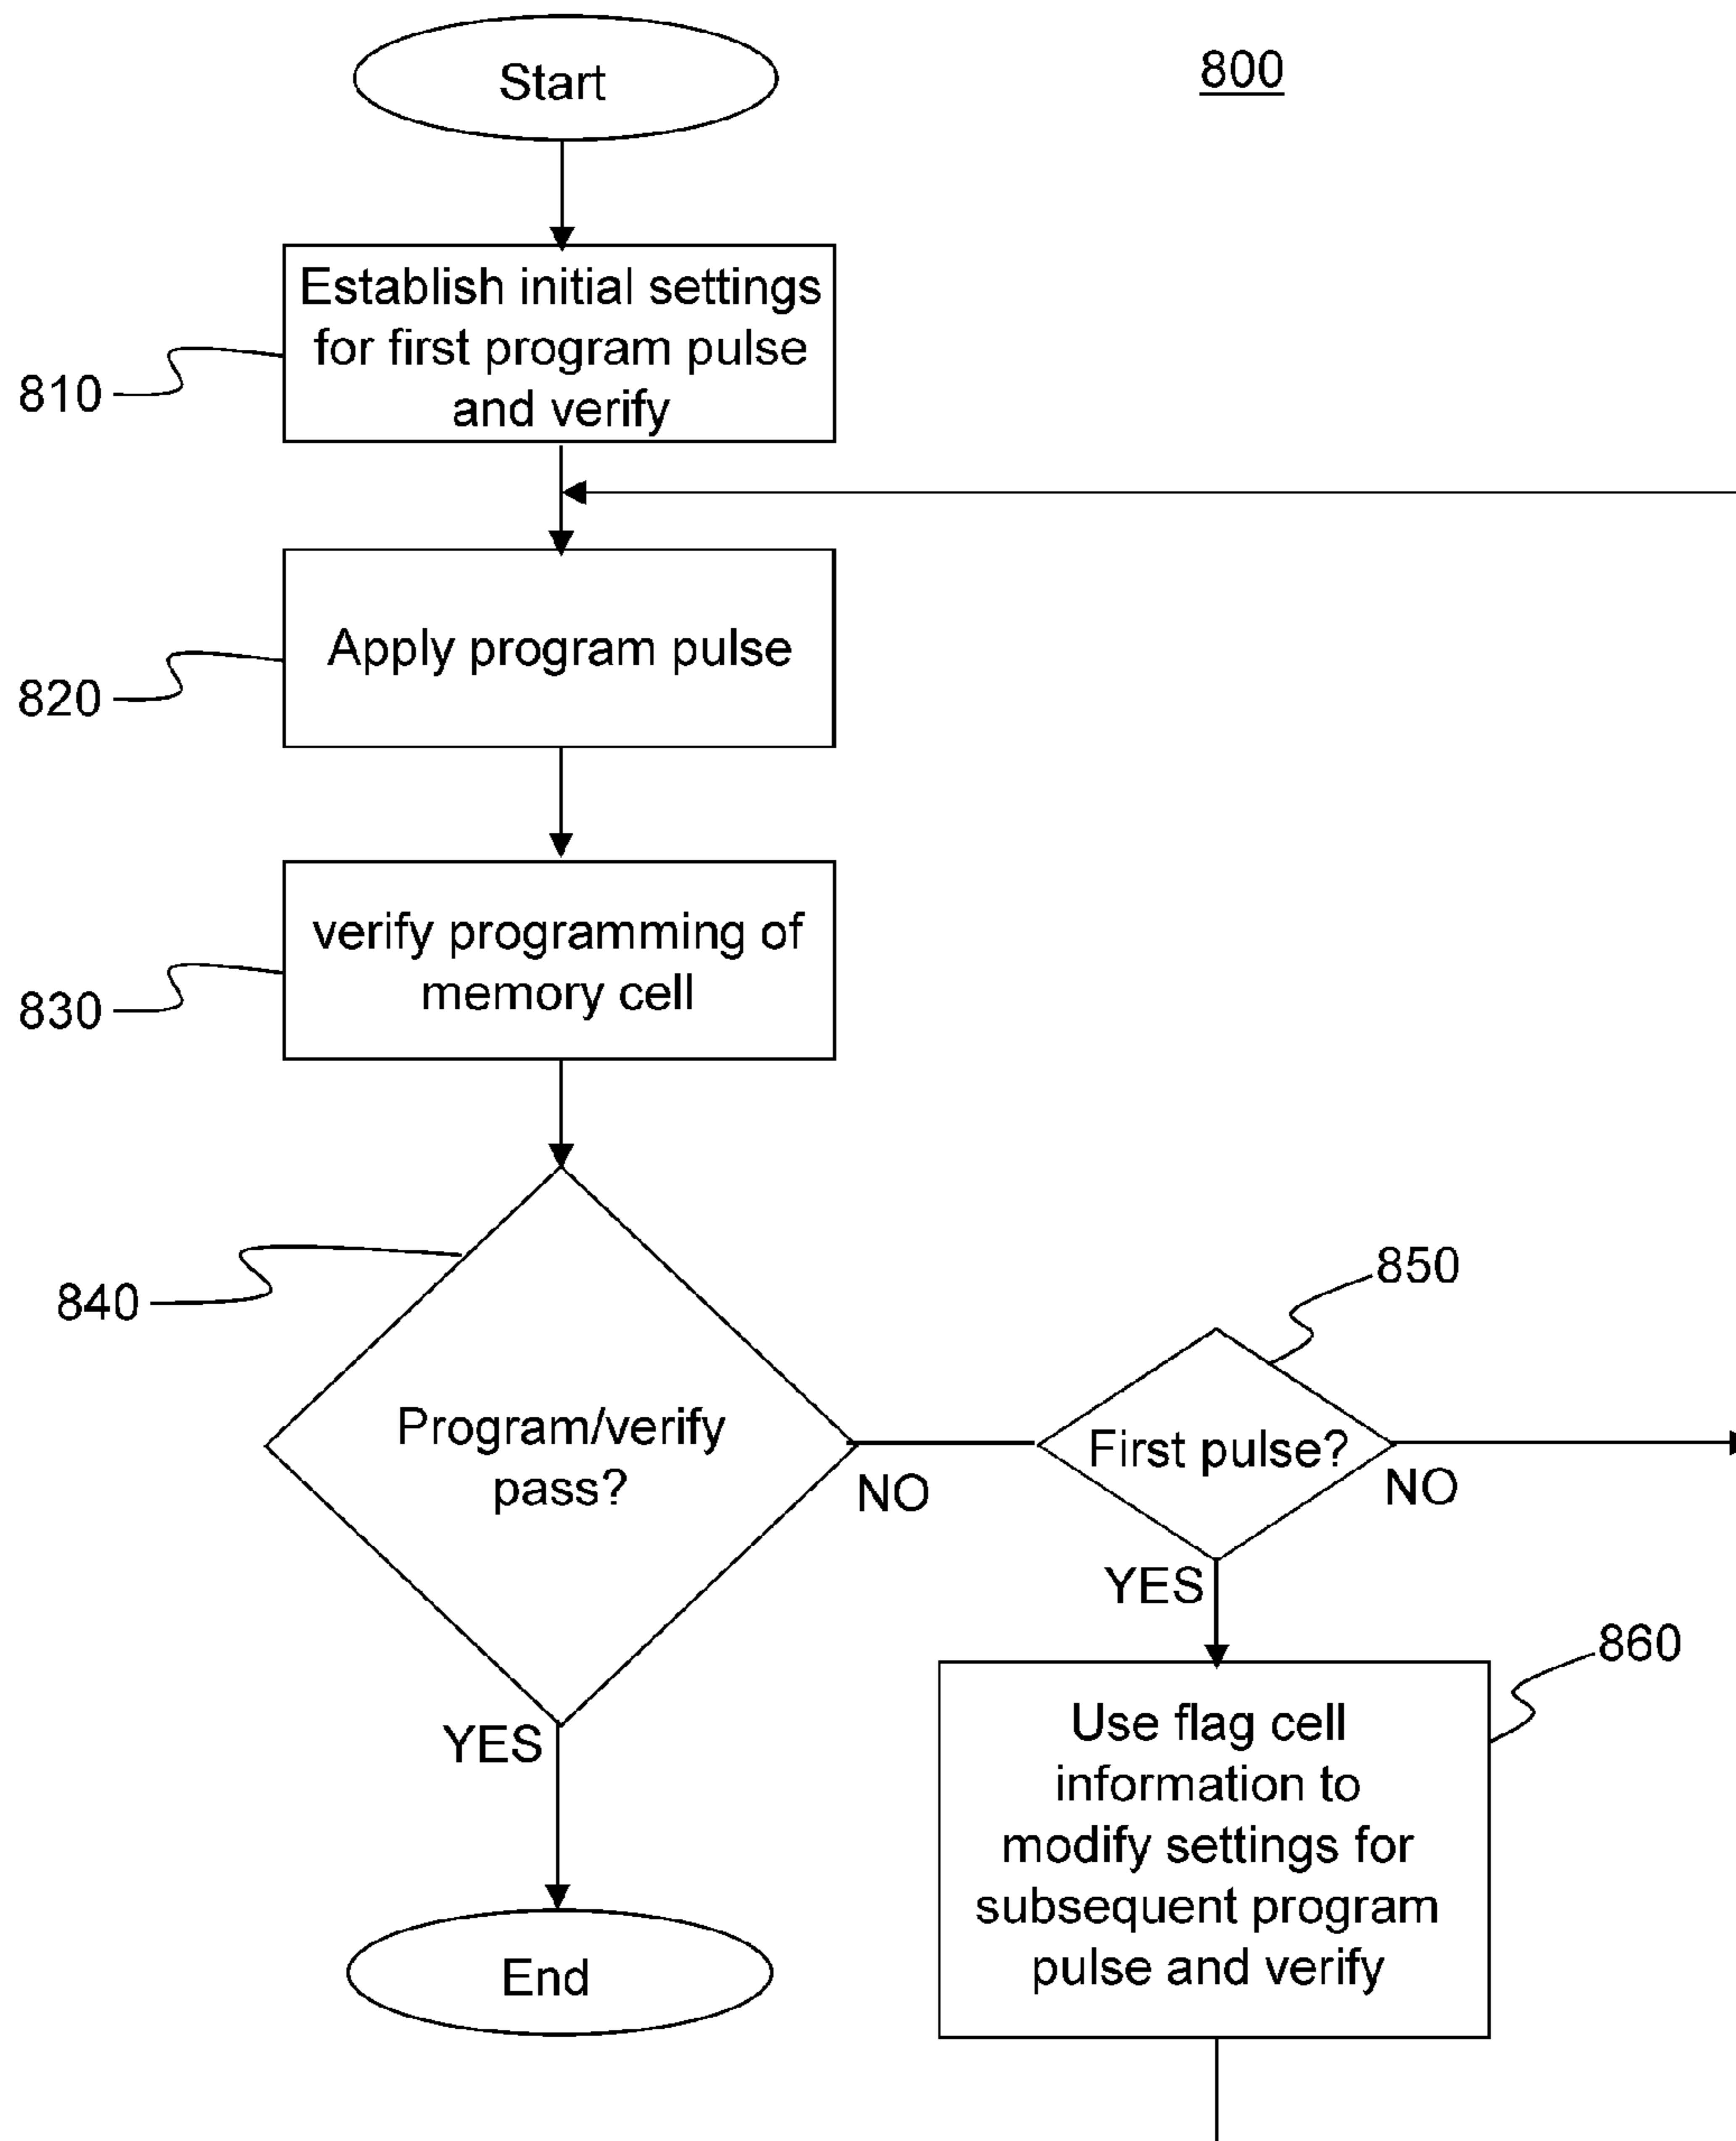 Start
800
Establish initial settings
for first program pulse
and verify
810
Apply program pulse
820
verify programming of
memory cell
830
840
Program/verify
pass?
NO
850
First pulse?
NO
YES
860
Use flag cell
information to
modify settings for
subsequent program
pulse and verify
YES
End